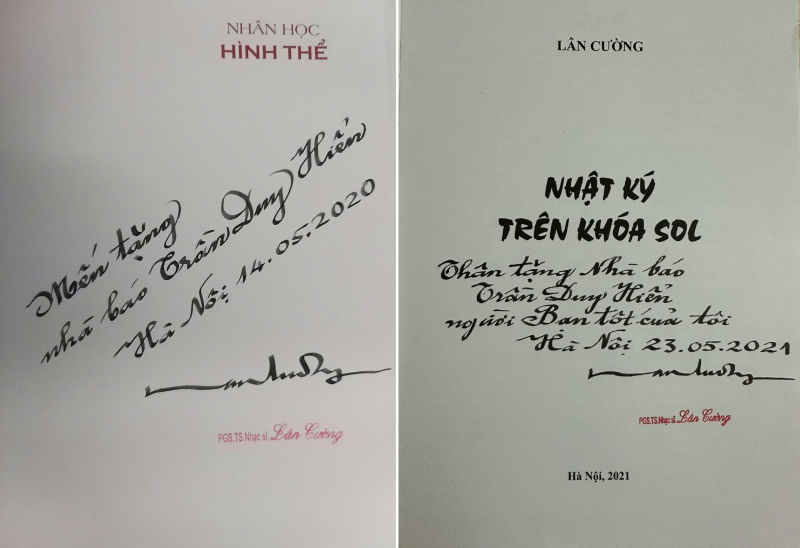 NHÂN HỌC
HÌNH THỂ
Mến tặng
nhà báo Trần Duy Hiển
Hà Nội 14.05.2020
PGS.TS.Nhạc sĩ. Lân Cường
LÂN CƯỜNG
NHẬT KÝ
TRÊN KHÓA SOL
Thân tặng Nhà báo
Trần Duy Hiển
người Bạn tốt của tôi
Hà Nội 23.05.2021
PGS.TS.Nhạc sĩ. Lân Cường
Hà Nội, 2021